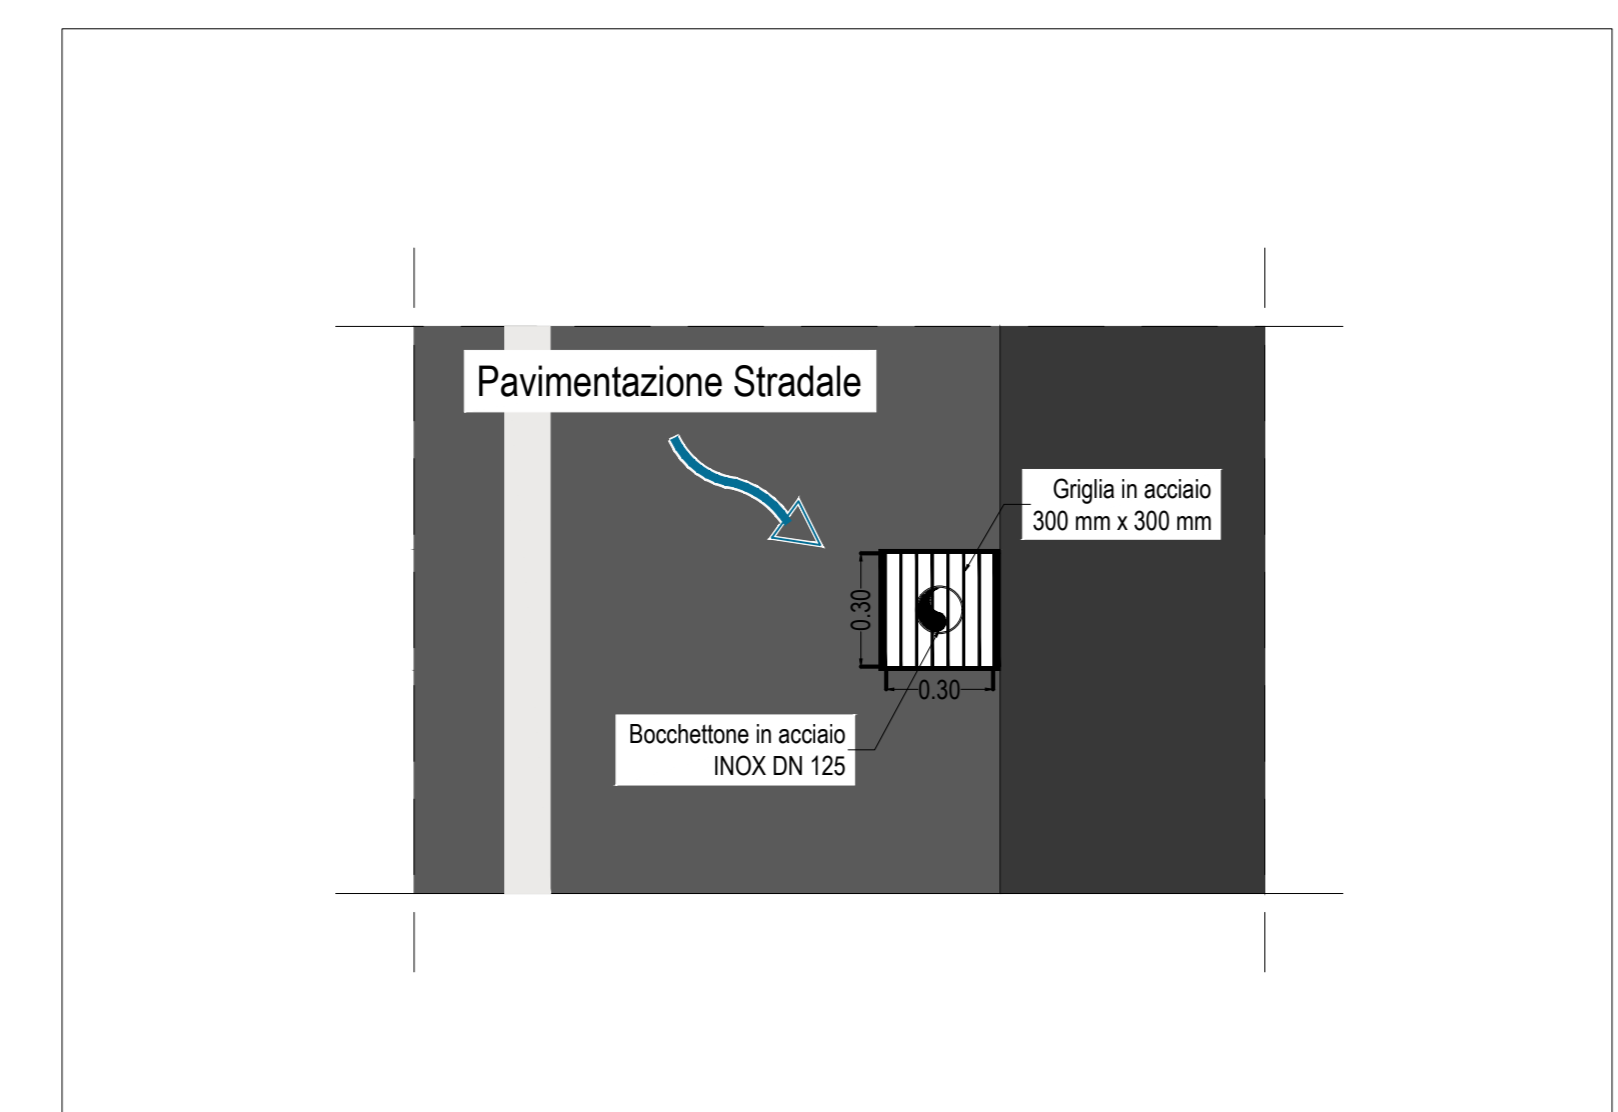 Pavimentazione Stradale
Griglia in acciaio
300 mm x 300 mm
0.30
0.30
Bocchettone in acciaio
INOX DN 125